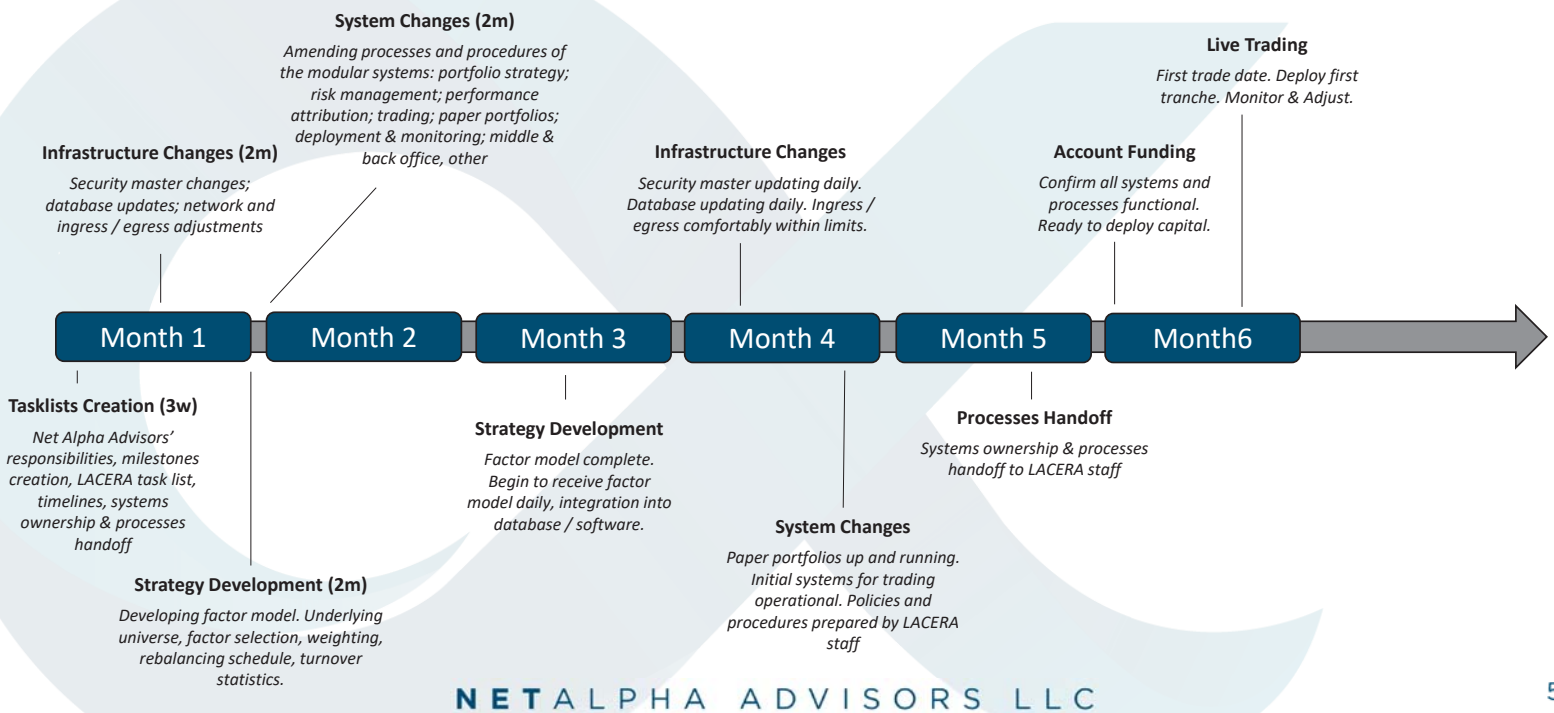 System Changes (2m)
Amending processes and procedures of
the modular systems: portfolio strategy;
risk management; performance
attribution; trading; paper portfolios;
deployment & monitoring; middle &
back office, other
Live Trading
First trade date. Deploy first
tranche. Monitor & Adjust.
Infrastructure Changes (2m)
Security master changes;
database updates; network and
ingress / egress adjustments
Infrastructure Changes
Security master updating daily.
Database updating daily. Ingress /
egress comfortably within limits.
Account Funding
Confirm all systems and
processes functional.
Ready to deploy capital.
Month 1
Month 2
Month 3
Month 4
Month 5
Month6
Tasklists Creation (3w)
Net Alpha Advisors’
responsibilities, milestones
creation, LACERA task list,
timelines, systems
ownership & processes
handoff
Strategy Development (2m)
Developing factor model. Underlying
universe, factor selection, weighting,
rebalancing schedule, turnover
statistics.
Strategy Development
Factor model complete.
Begin to receive factor
model daily, integration into
database / software.
System Changes
Paper portfolios up and running.
Initial systems for trading
operational. Policies and
procedures prepared by LACERA
staff
Processes Handoff
Systems ownership & processes
handoff to LACERA staff
NETALPHA ADVISORS LLC
5